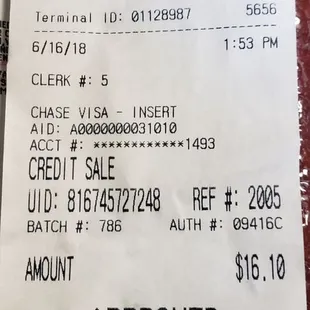 5656
Terminal ID: 01128987
6/16/18 1:53 PM
CLERK #: 5
CHASE VISA - INSERT
AID: A0000000031010
ACCT #: ************1493
CREDIT SALE
UID: 816745727248 REF #: 2005
BATCH #: 786 AUTH #: 09416C
AMOUNT $16.10